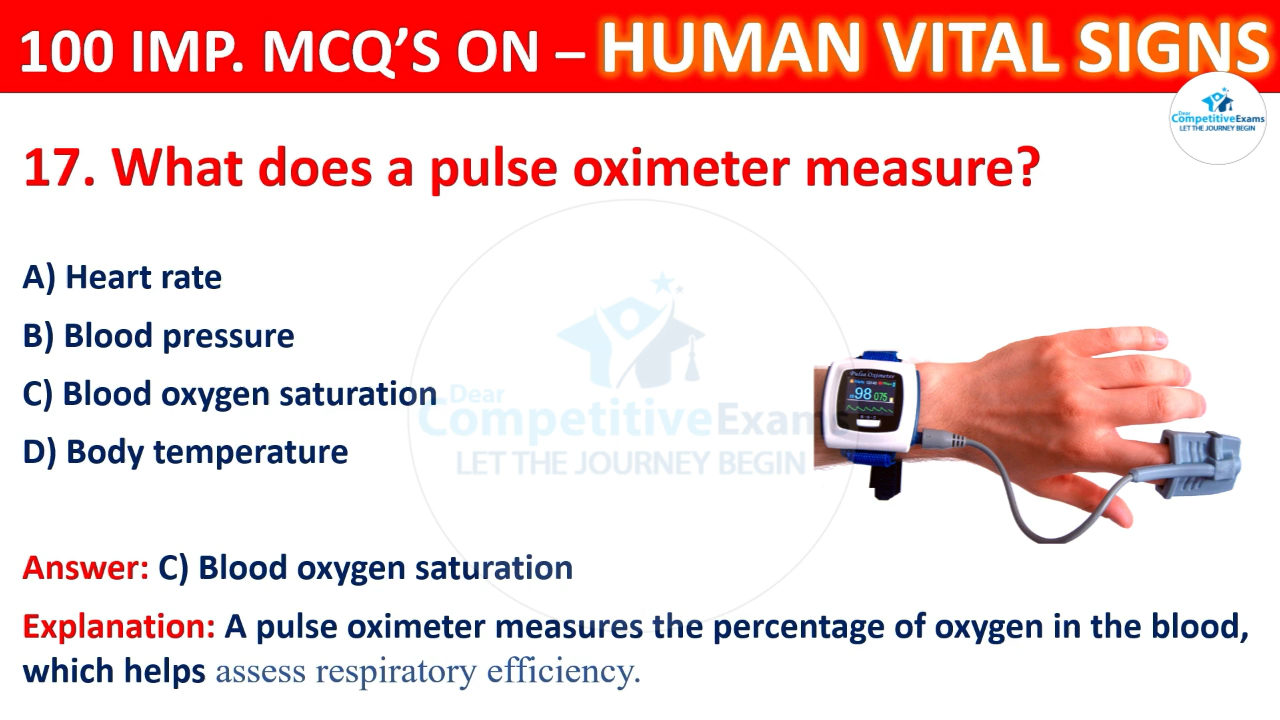 100 IMP. MCQ’S ON – HUMAN VITAL SIGNS
Dear
CompetitiveExams
LET THE JOURNEY BEGIN
17. What does a pulse oximeter measure?
A) Heart rate
B) Blood pressure
C) Blood oxygen saturation
D) Body temperature
Dear
CompetitiveExams
LET THE JOURNEY BEGIN
Pulse Oximeter
98 075
Answer: C) Blood oxygen saturation
Explanation: A pulse oximeter measures the percentage of oxygen in the blood,
which helps assess respiratory efficiency.